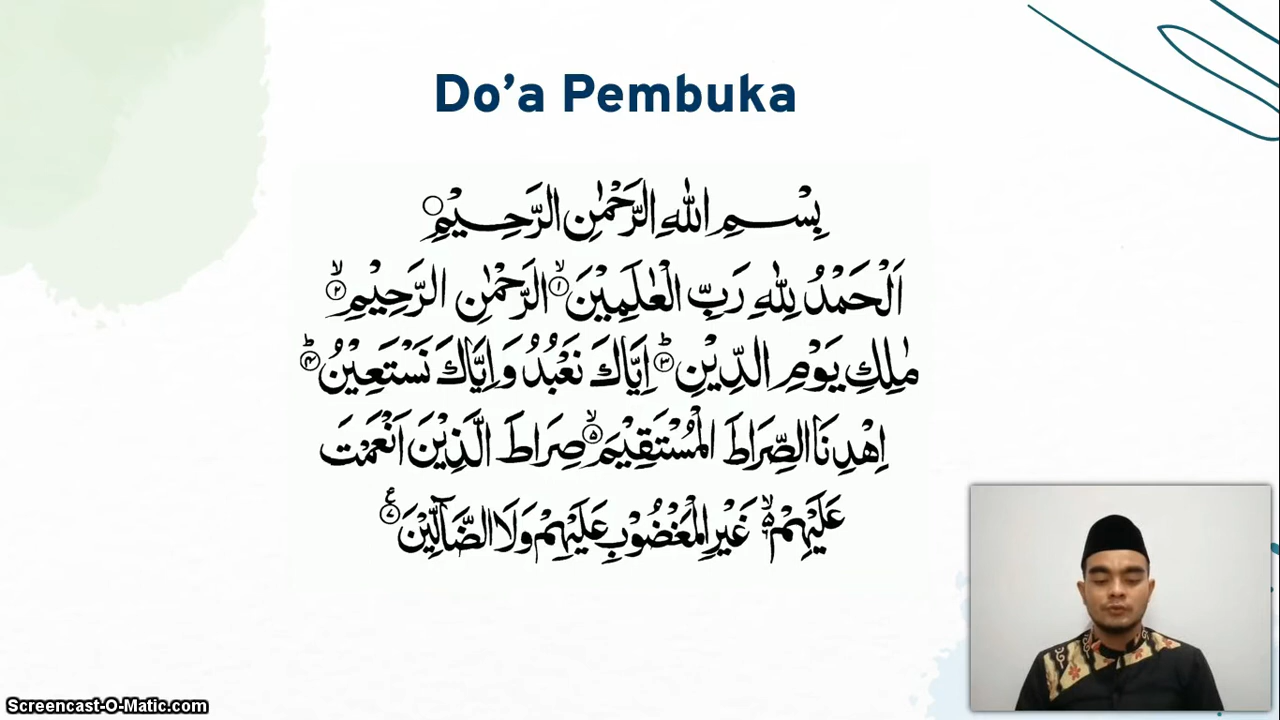 Do'a Pembuka
بِسْمِ اللهِ الرَّحْمٰنِ الرَّحِيْمِ ○
اَلْحَمْدُ لِلّٰهِ رَبِّ الْعٰلَمِيْنَۙ ١ الرَّحْمٰنِ الرَّحِيْمِۙ ٢
مٰلِكِ يَوْمِ الدِّيْنِۗ ٣ اِيَّاكَ نَعْبُدُ وَاِيَّاكَ نَسْتَعِيْنُۗ ٤
اِهْدِنَا الصِّرَاطَ الْمُسْتَقِيْمَۙ ٥ صِرَاطَ الَّذِيْنَ اَنْعَمْتَ
عَلَيْهِمْ ەۙ غَيْرِ الْمَغْضُوْبِ عَلَيْهِمْ وَلَا الضَّاۤلِّيْنَ ࣖ ٧
Screencast-O-Matic.com